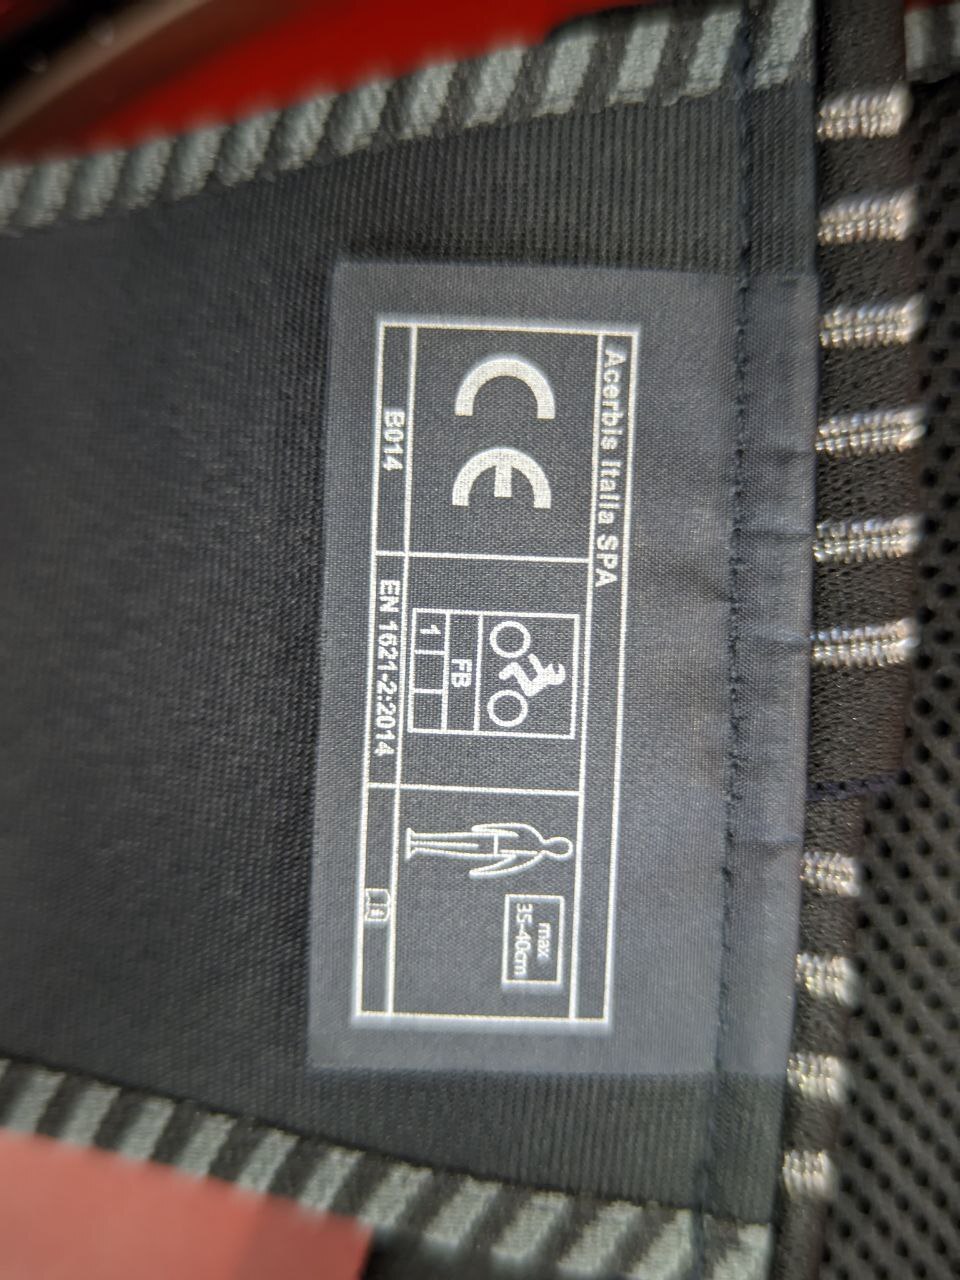 Acerbis Italia SPA
CE
FB
1
max
35-40cm
B014
EN 1621-2:2014